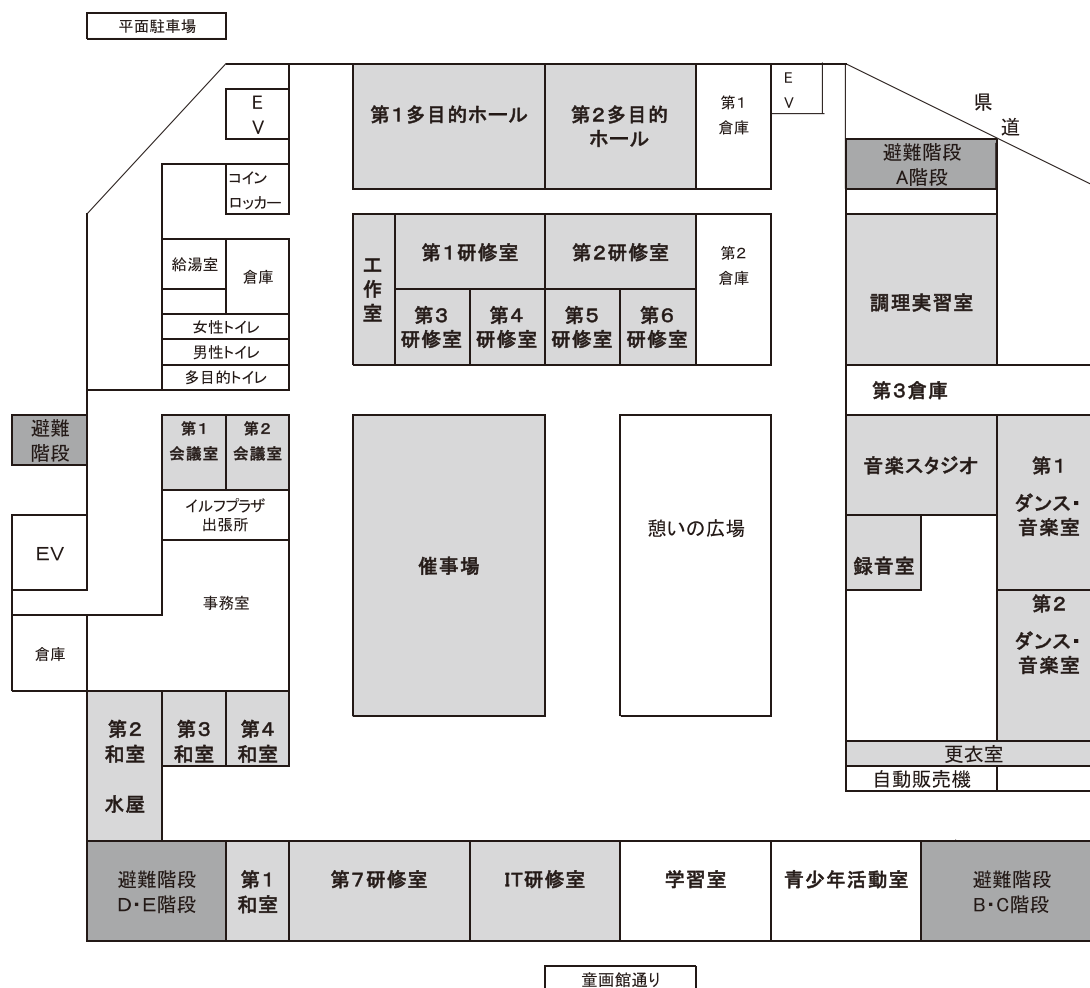 平面駐車場
E
V
第1多目的ホール
第2多目的
ホール
第1
倉庫
E
V
県
道
避難階段
A階段
コイン
ロッカー
給湯室
倉庫
女性トイレ
男性トイレ
多目的トイレ
工
作
室
第1研修室
第2研修室
第2
倉庫
第3
研修室
第4
研修室
第5
研修室
第6
研修室
調理実習室
第3倉庫
避難
階段
第1
会議室
第2
会議室
イルフプラザ
出張所
EV
事務室
倉庫
催事場
憩いの広場
音楽スタジオ
録音室
第1
ダンス・
音楽室
第2
ダンス・
音楽室
更衣室
自動販売機
第2
和室
水屋
第3
和室
第4
和室
避難階段
D・E階段
第1
和室
第7研修室
IT研修室
学習室
青少年活動室
避難階段
B・C階段
童画館通り